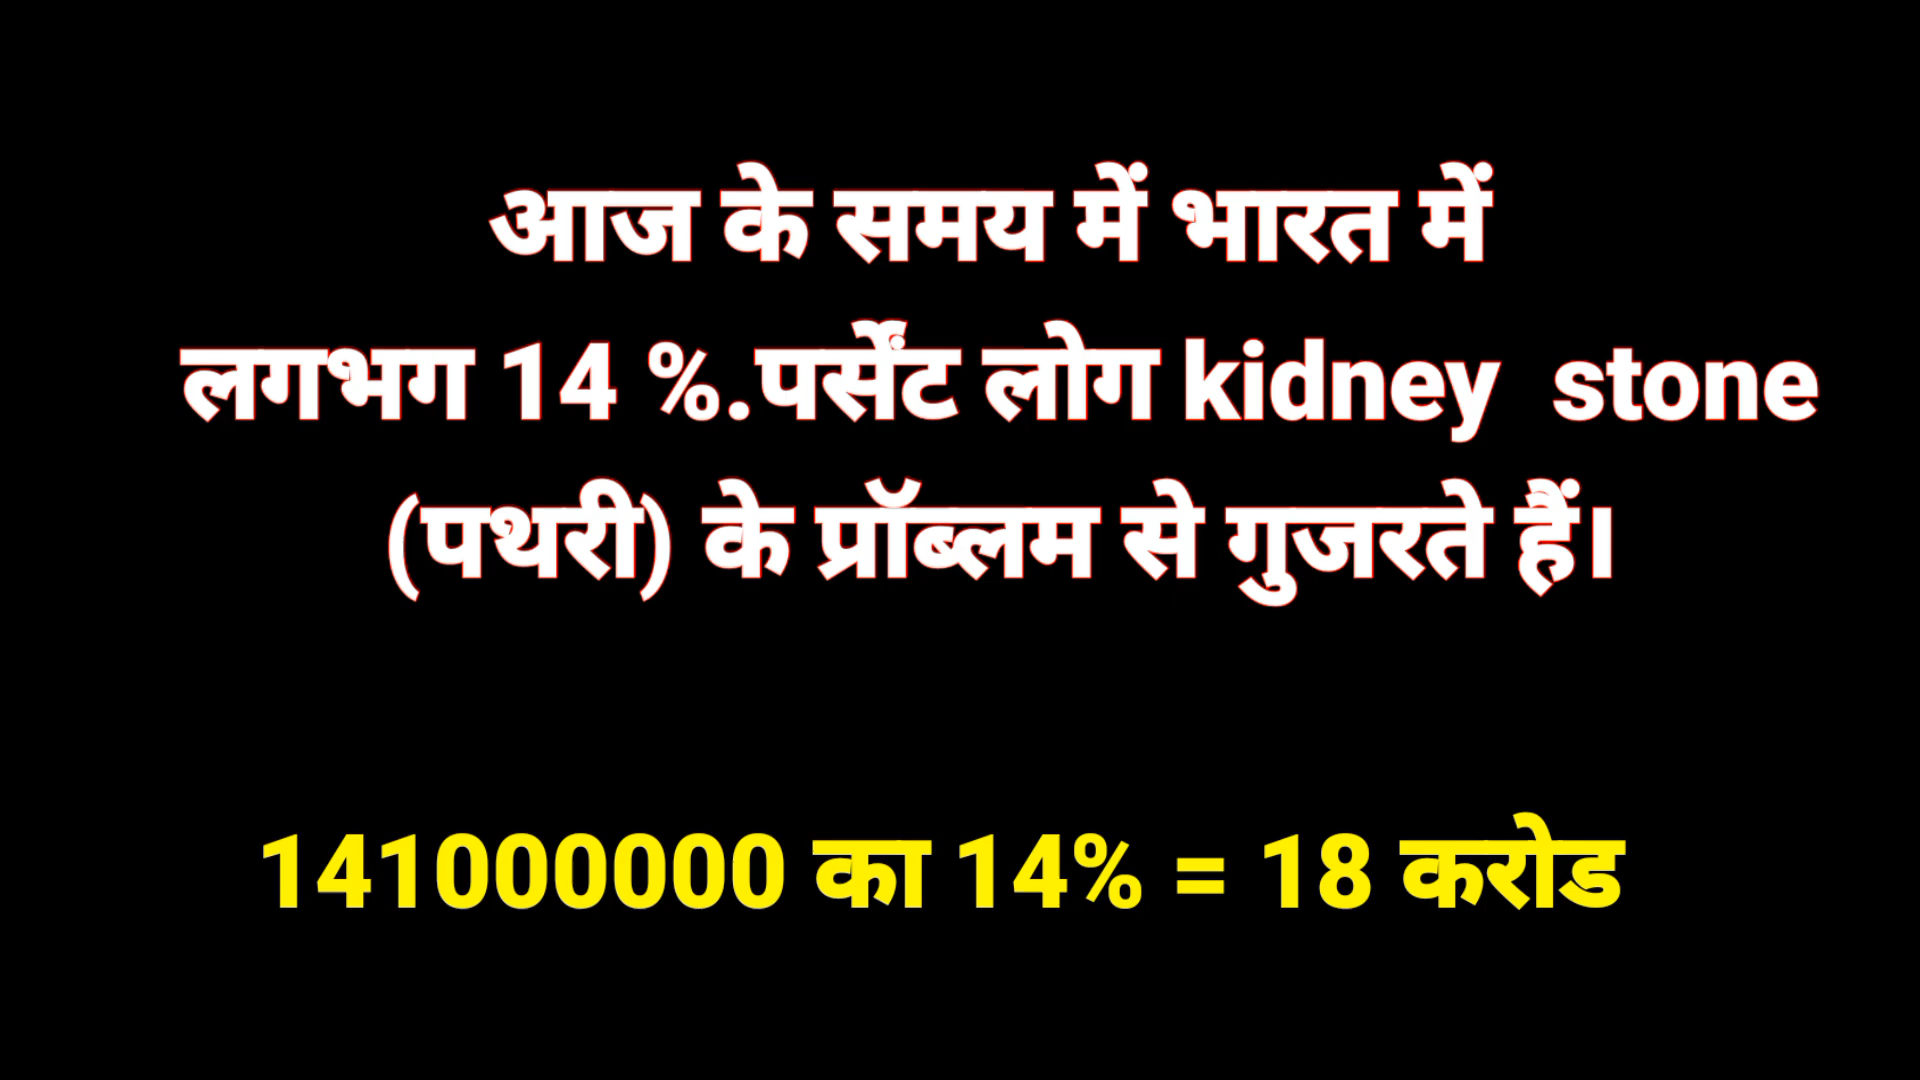 आज के समय में भारत में
लगभग 14 %.पर्सेंट लोग kidney stone
(पथरी) के प्रॉब्लम से गुजरते हैं।
141000000 का 14% = 18 करोड